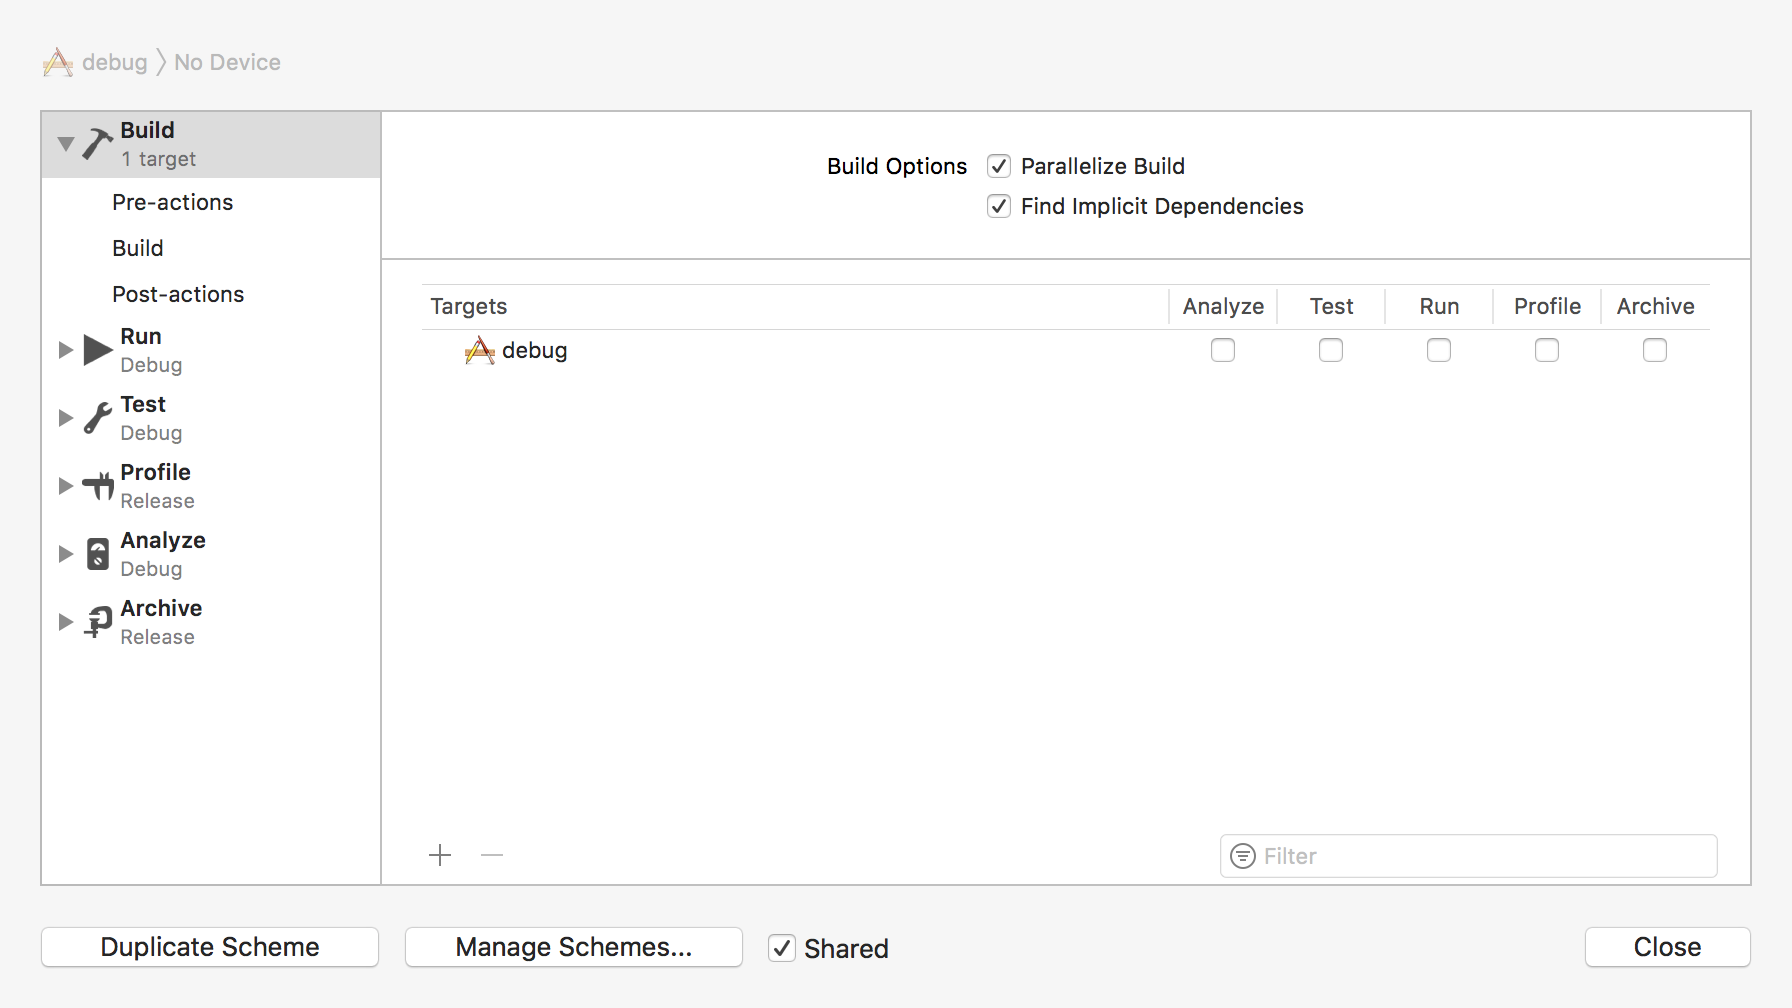 debug 〉 No Device
Build
1 target
Pre-actions
Build
Post-actions
Run
Debug
Test
Debug
Profile
Release
Analyze
Debug
Archive
Release
Build Options Parallelize Build
Find Implicit Dependencies
Targets Analyze Test Run Profile Archive
debug
Filter
Duplicate Scheme Manage Schemes... Shared Close